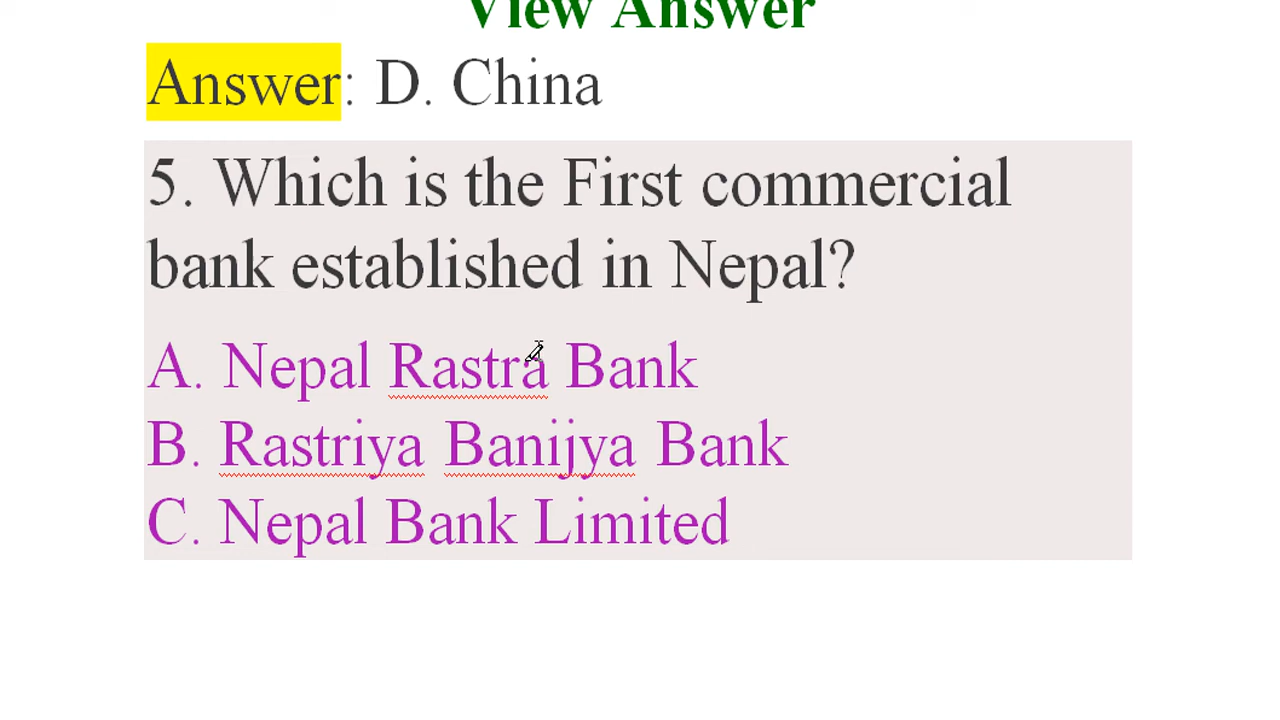 View Answer
Answer: D. China
5. Which is the First commercial
bank established in Nepal?
A. Nepal Rastra Bank
B. Rastriya Banijya Bank
C. Nepal Bank Limited